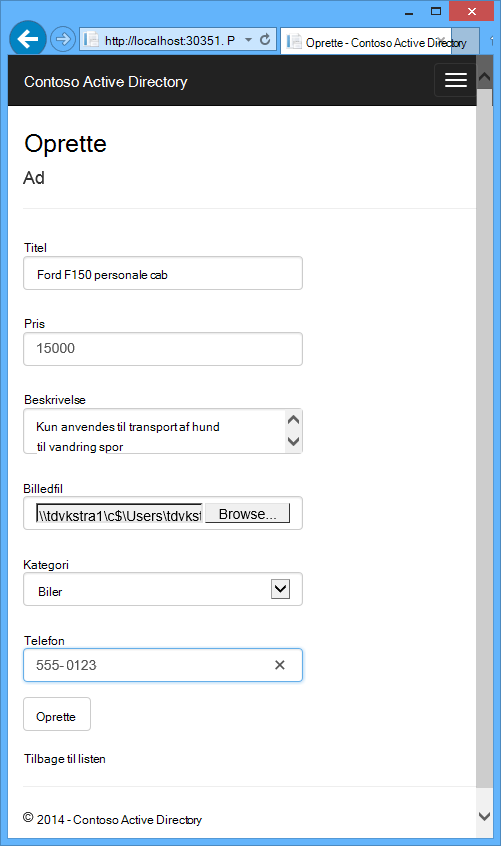 http://localhost:30351. P
Oprette - Contoso Active Directory
Contoso Active Directory
Oprette
Ad
Titel
Ford F150 personale cab
Pris
15000
Beskrivelse
Kun anvendes til transport af hund
til vandring spor
Billedfil
\\tdvkstra1\c$\Users\tdvkst
Browse...
Kategori
Biler
Telefon
555- 0123
Oprette
Tilbage til listen
© 2014 - Contoso Active Directory